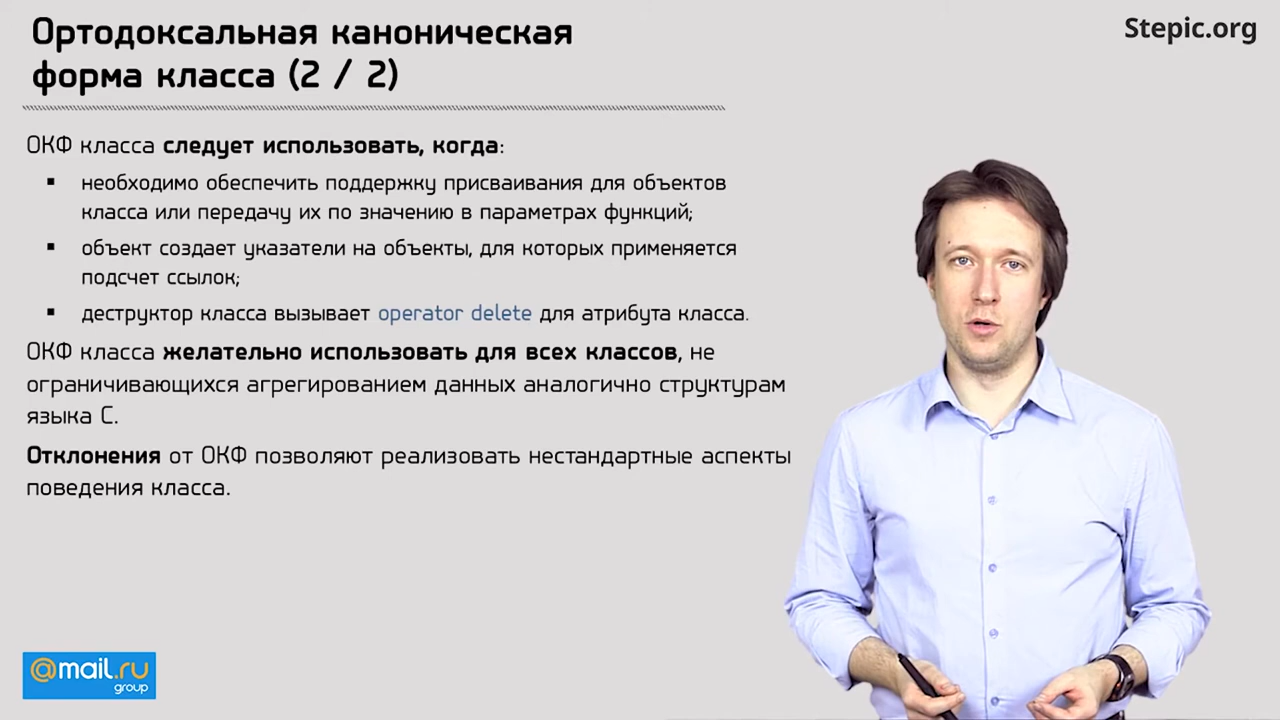 Ортодоксальная каноническая
форма класса (2 / 2)
Stepic.org
ОКФ класса следует использовать, когда:
▪ необходимо обеспечить поддержку присваивания для объектов
класса или передачу их по значению в параметрах функций;
▪ объект создает указатели на объекты, для которых применяется
подсчет ссылок;
▪ деструктор класса вызывает operator delete для атрибута класса.
ОКФ класса желательно использовать для всех классов, не
ограничивающихся агрегированием данных аналогично структурам
языка C.
Отклонения от ОКФ позволяют реализовать нестандартные аспекты
поведения класса.
@mail.ru
group